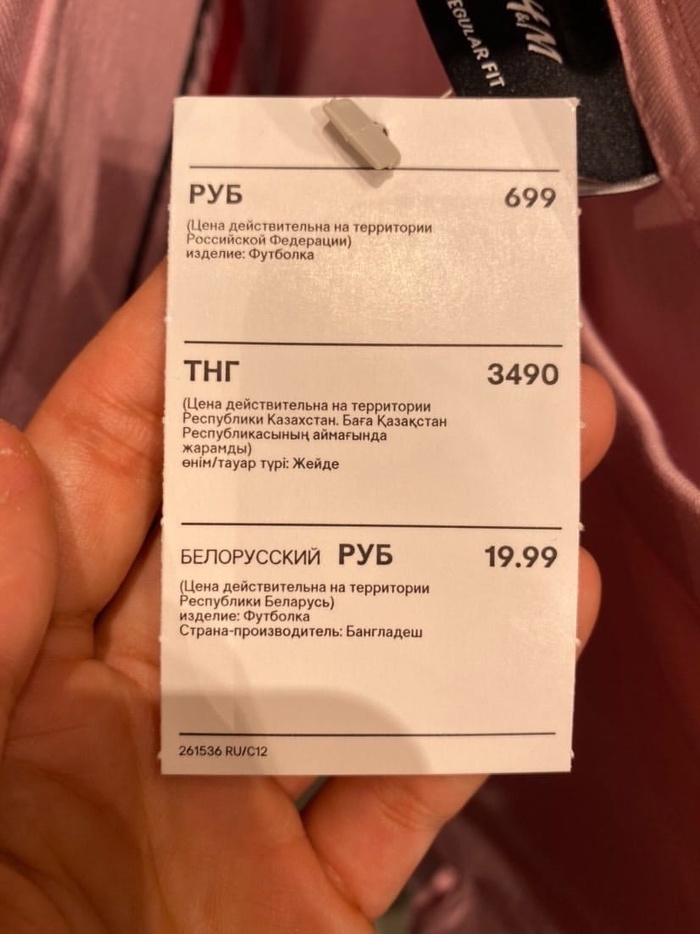 H&M
REGULAR FIT
РУБ 699
(Цена действительна на территории
Российской Федерации)
изделие: Футболка
ТНГ 3490
(Цена действительна на территории
Республики Казахстан. Баға Қазақстан
Республикасының аймағында
жарамды)
өнім/тауар түрі: Жейде
БЕЛОРУССКИЙ РУБ 19.99
(Цена действительна на территории
Республики Беларусь)
изделие: Футболка
Страна-производитель: Бангладеш
261536 RU/C12